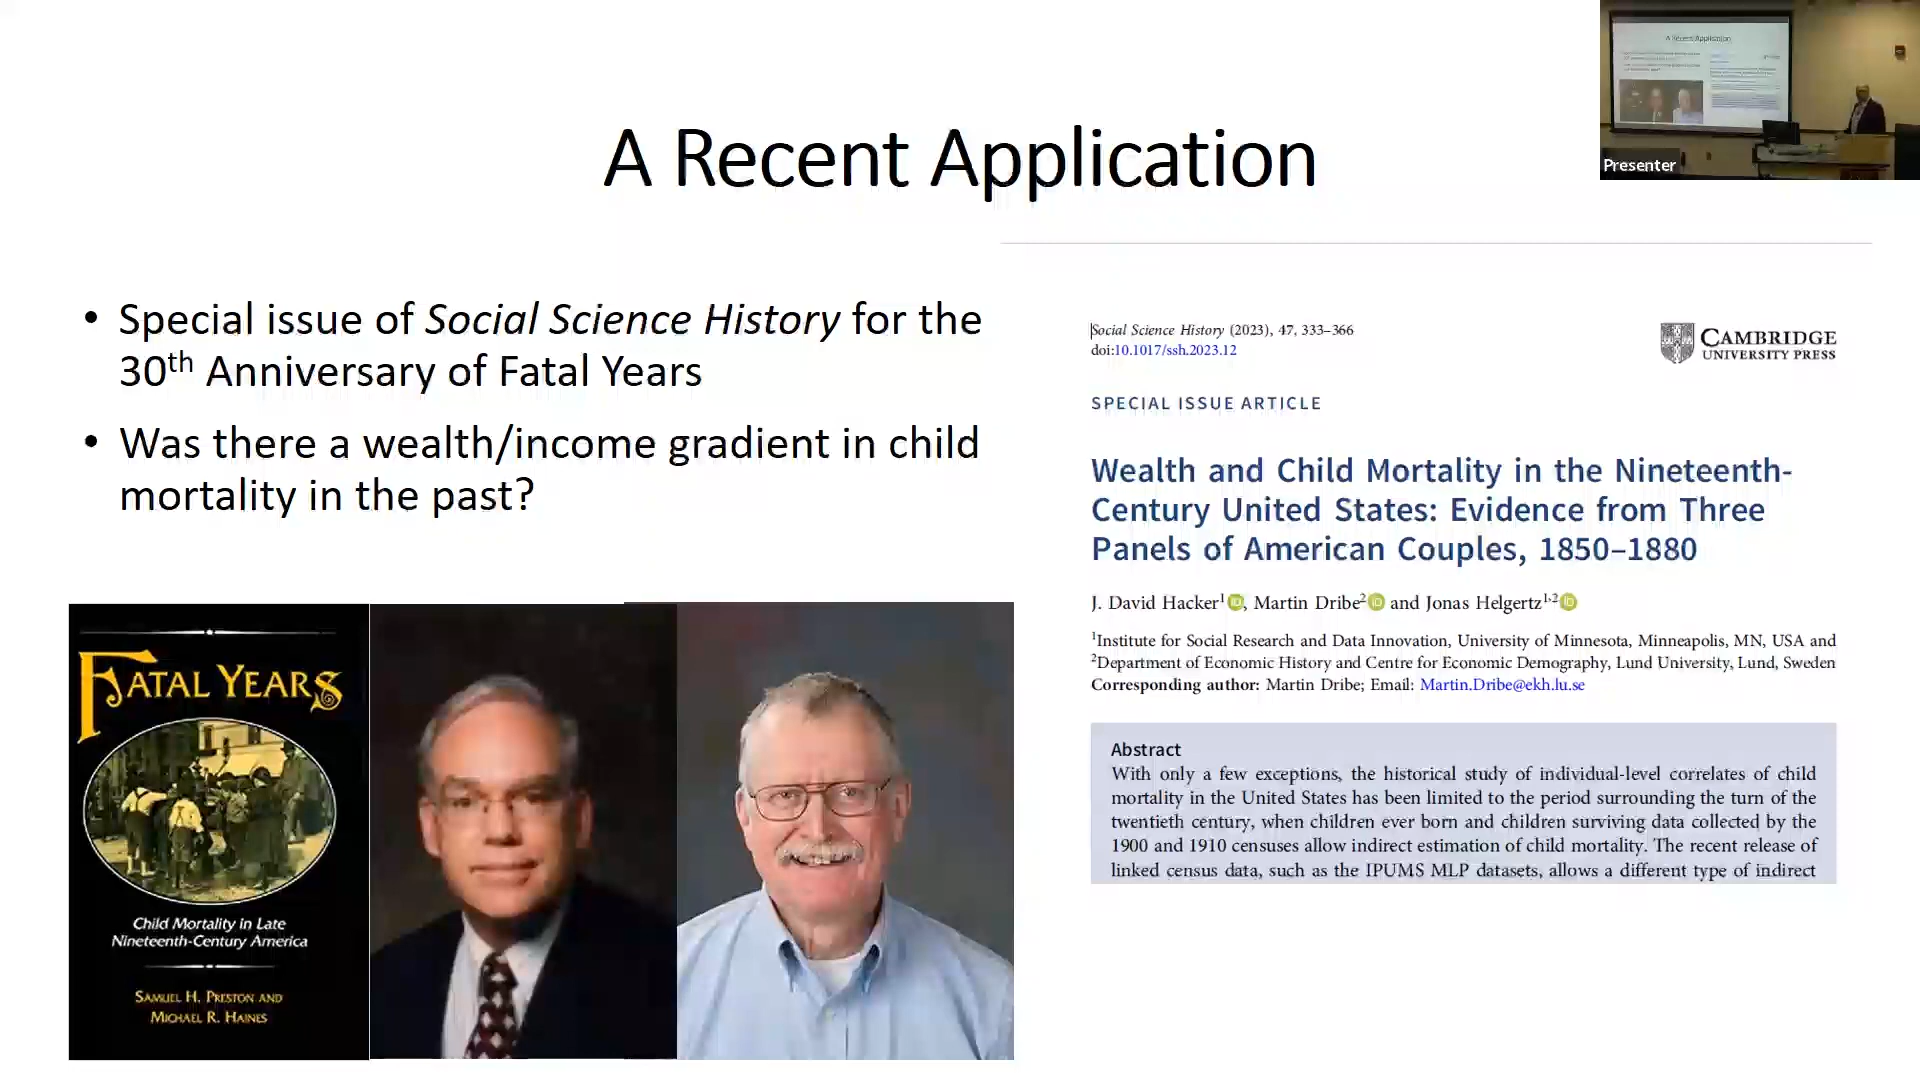 A Recent Application
Presenter
A Recent Application
• Special issue of Social Science History for the
30th Anniversary of Fatal Years
• Was there a wealth/income gradient in child
mortality in the past?
FATAL YEARS
Child Mortality in Late
Nineteenth-Century America
SAMUEL H. PRESTON AND
MICHAEL R. HAINES
Social Science History (2023), 47, 333–366
doi:10.1017/ssh.2023.12
CAMBRIDGE
UNIVERSITY PRESS
SPECIAL ISSUE ARTICLE
Wealth and Child Mortality in the Nineteenth-
Century United States: Evidence from Three
Panels of American Couples, 1850–1880
J. David Hacker1, Martin Dribe2 and Jonas Helgertz1,2
1Institute for Social Research and Data Innovation, University of Minnesota, Minneapolis, MN, USA and
2Department of Economic History and Centre for Economic Demography, Lund University, Lund, Sweden
Corresponding author: Martin Dribe; Email: Martin.Dribe@ekh.lu.se
Abstract
With only a few exceptions, the historical study of individual-level correlates of child
mortality in the United States has been limited to the period surrounding the turn of the
twentieth century, when children ever born and children surviving data collected by the
1900 and 1910 censuses allow indirect estimation of child mortality. The recent release of
linked census data, such as the IPUMS MLP datasets, allows a different type of indirect